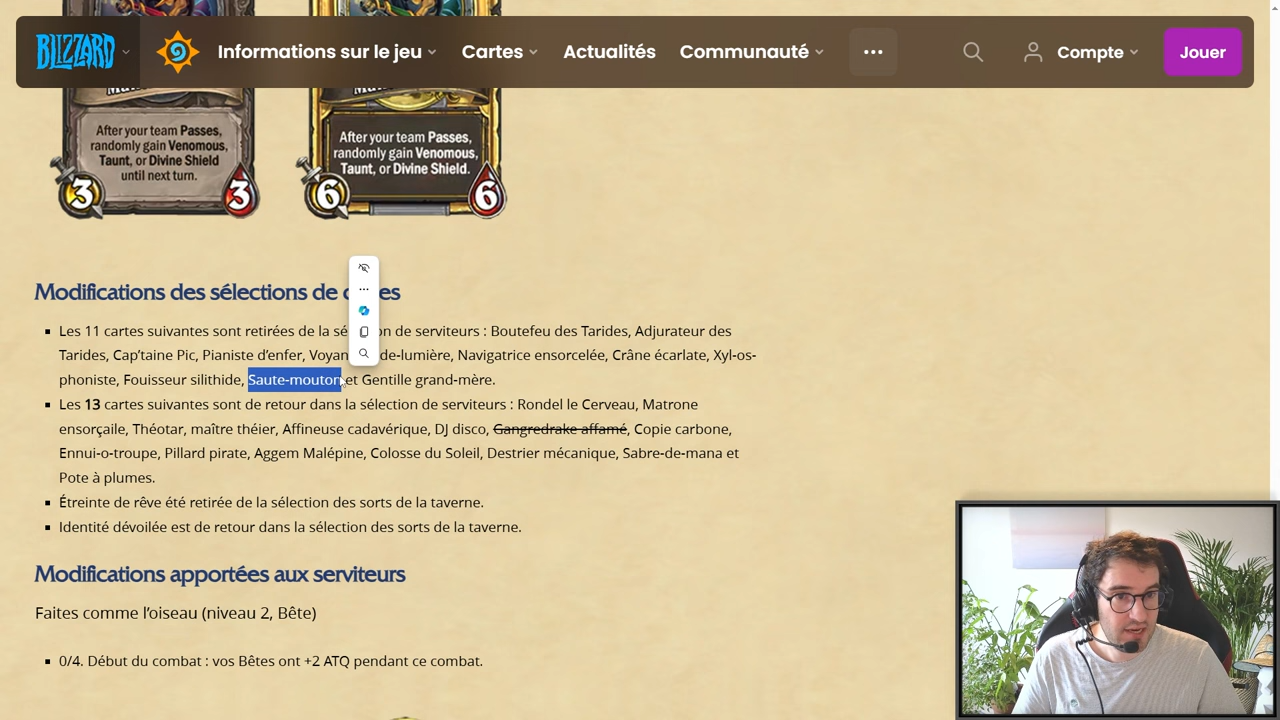 BLIZZARD
Informations sur le jeu
Cartes
Actualités
Communauté
...
Compte
Jouer
After your team Passes,
randomly gain Venomous,
Taunt, or Divine Shield
until next turn.
3
3
After your team Passes,
randomly gain Venomous,
Taunt, or Divine Shield.
6
6
Modifications des sélections de c es
Les 11 cartes suivantes sont retirées de la sé on de serviteurs : Boutefeu des Tarides, Adjurateur des
Tarides, Cap’taine Pic, Pianiste d’enfer, Voyan de-lumière, Navigatrice ensorcelée, Crâne écarlate, Xyl-os-
phoniste, Fouisseur silithide, Saute-mouton et Gentille grand-mère.
Les 13 cartes suivantes sont de retour dans la sélection de serviteurs : Rondel le Cerveau, Matrone
ensorçaile, Théotar, maître théier, Affineuse cadavérique, DJ disco, Gangredrake affamé, Copie carbone,
Ennui-o-troupe, Pillard pirate, Aggem Malépine, Colosse du Soleil, Destrier mécanique, Sabre-de-mana et
Pote à plumes.
Étreinte de rêve été retirée de la sélection des sorts de la taverne.
Identité dévoilée est de retour dans la sélection des sorts de la taverne.
Modifications apportées aux serviteurs
Faites comme l’oiseau (niveau 2, Bête)
0/4. Début du combat : vos Bêtes ont +2 ATQ pendant ce combat.